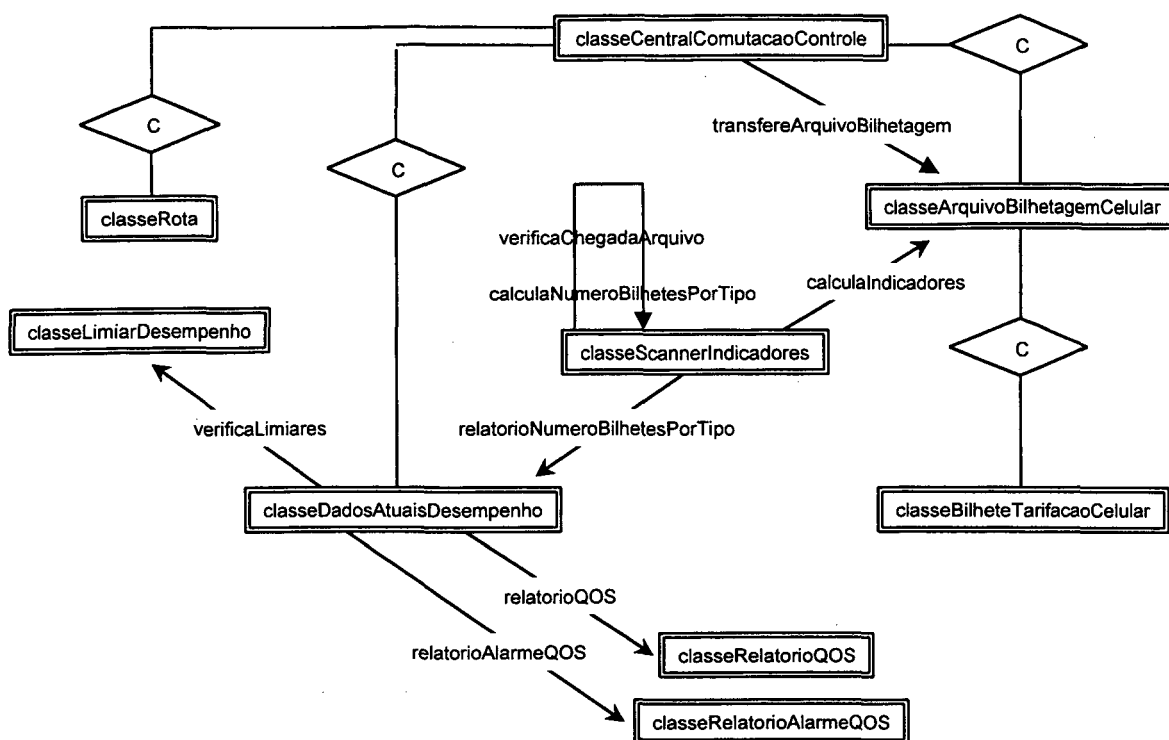 classeCentralComutacaoControle
C
C
transfereArquivoBilhetagem
C
classeRota
classeArquivoBilhetagemCelular
verificaChegadaArquivo
calculaIndicadores
calculaNumeroBilhetesPorTipo
classeLimiarDesempenho
classeScannerIndicadores
C
verificaLimiares
relatorioNumeroBilhetesPorTipo
classeDadosAtuaisDesempenho
classeBilheteTarifacaoCelular
relatorioQOS
relatorioAlarmeQOS
classeRelatorioQOS
classeRelatorioAlarmeQOS